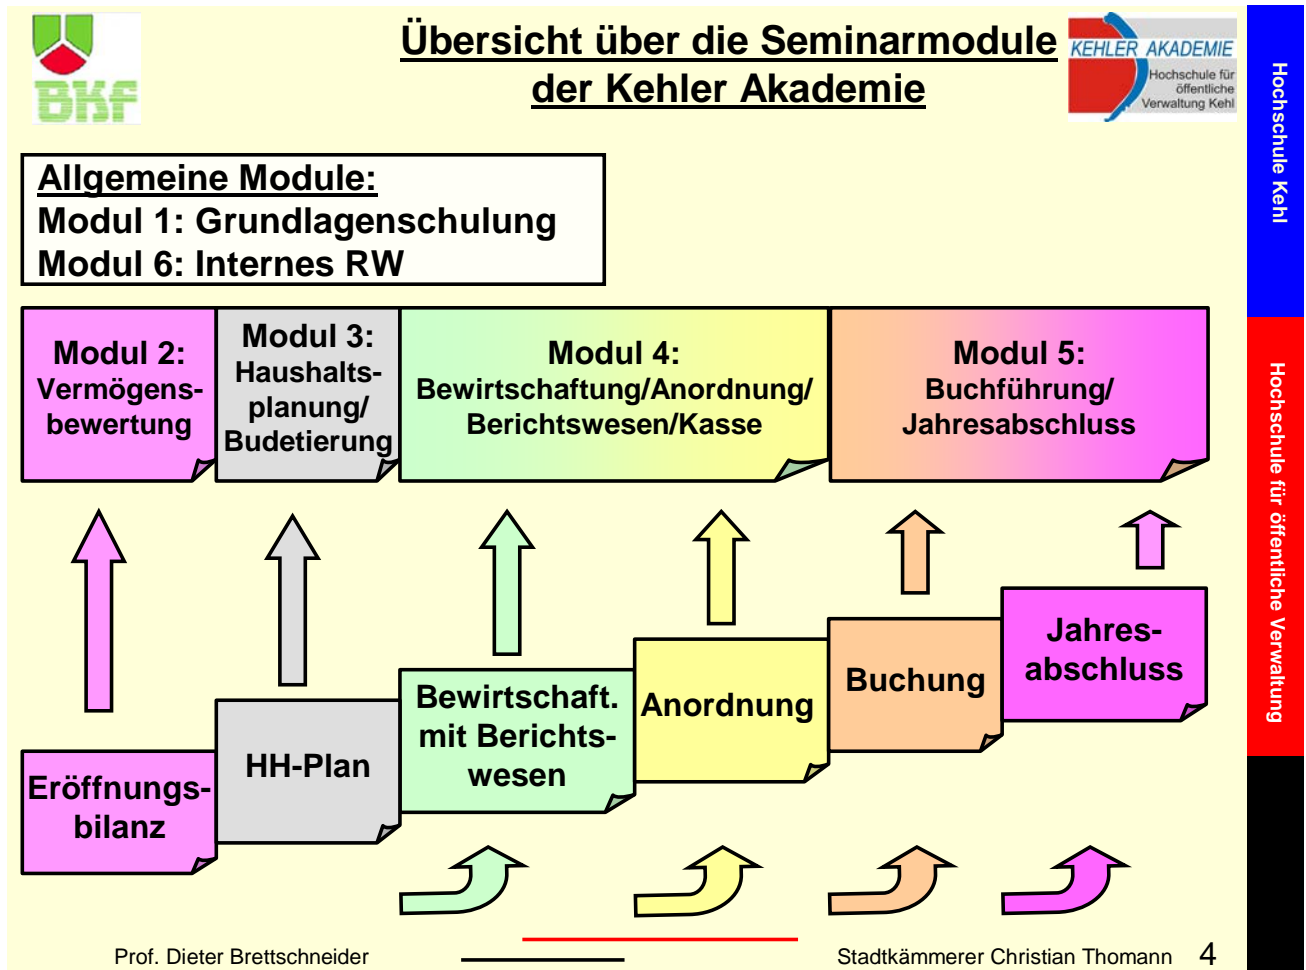 BKF
Übersicht über die Seminarmodule
der Kehler Akademie
KEHLER AKADEMIE
Hochschule für
öffentliche
Verwaltung Kehl
Allgemeine Module:
Modul 1: Grundlagenschulung
Modul 6: Internes RW
Modul 2:
Vermögens-
bewertung
Modul 3:
Haushalts-
planung/
Budetierung
Modul 4:
Bewirtschaftung/Anordnung/
Berichtswesen/Kasse
Modul 5:
Buchführung/
Jahresabschluss
Eröffnungs-
bilanz
HH-Plan
Bewirtschaft.
mit Berichts-
wesen
Anordnung
Buchung
Jahres-
abschluss
Prof. Dieter Brettschneider
Stadtkämmerer Christian Thomann
4
Hochschule Kehl
Hochschule für öffentliche Verwaltung